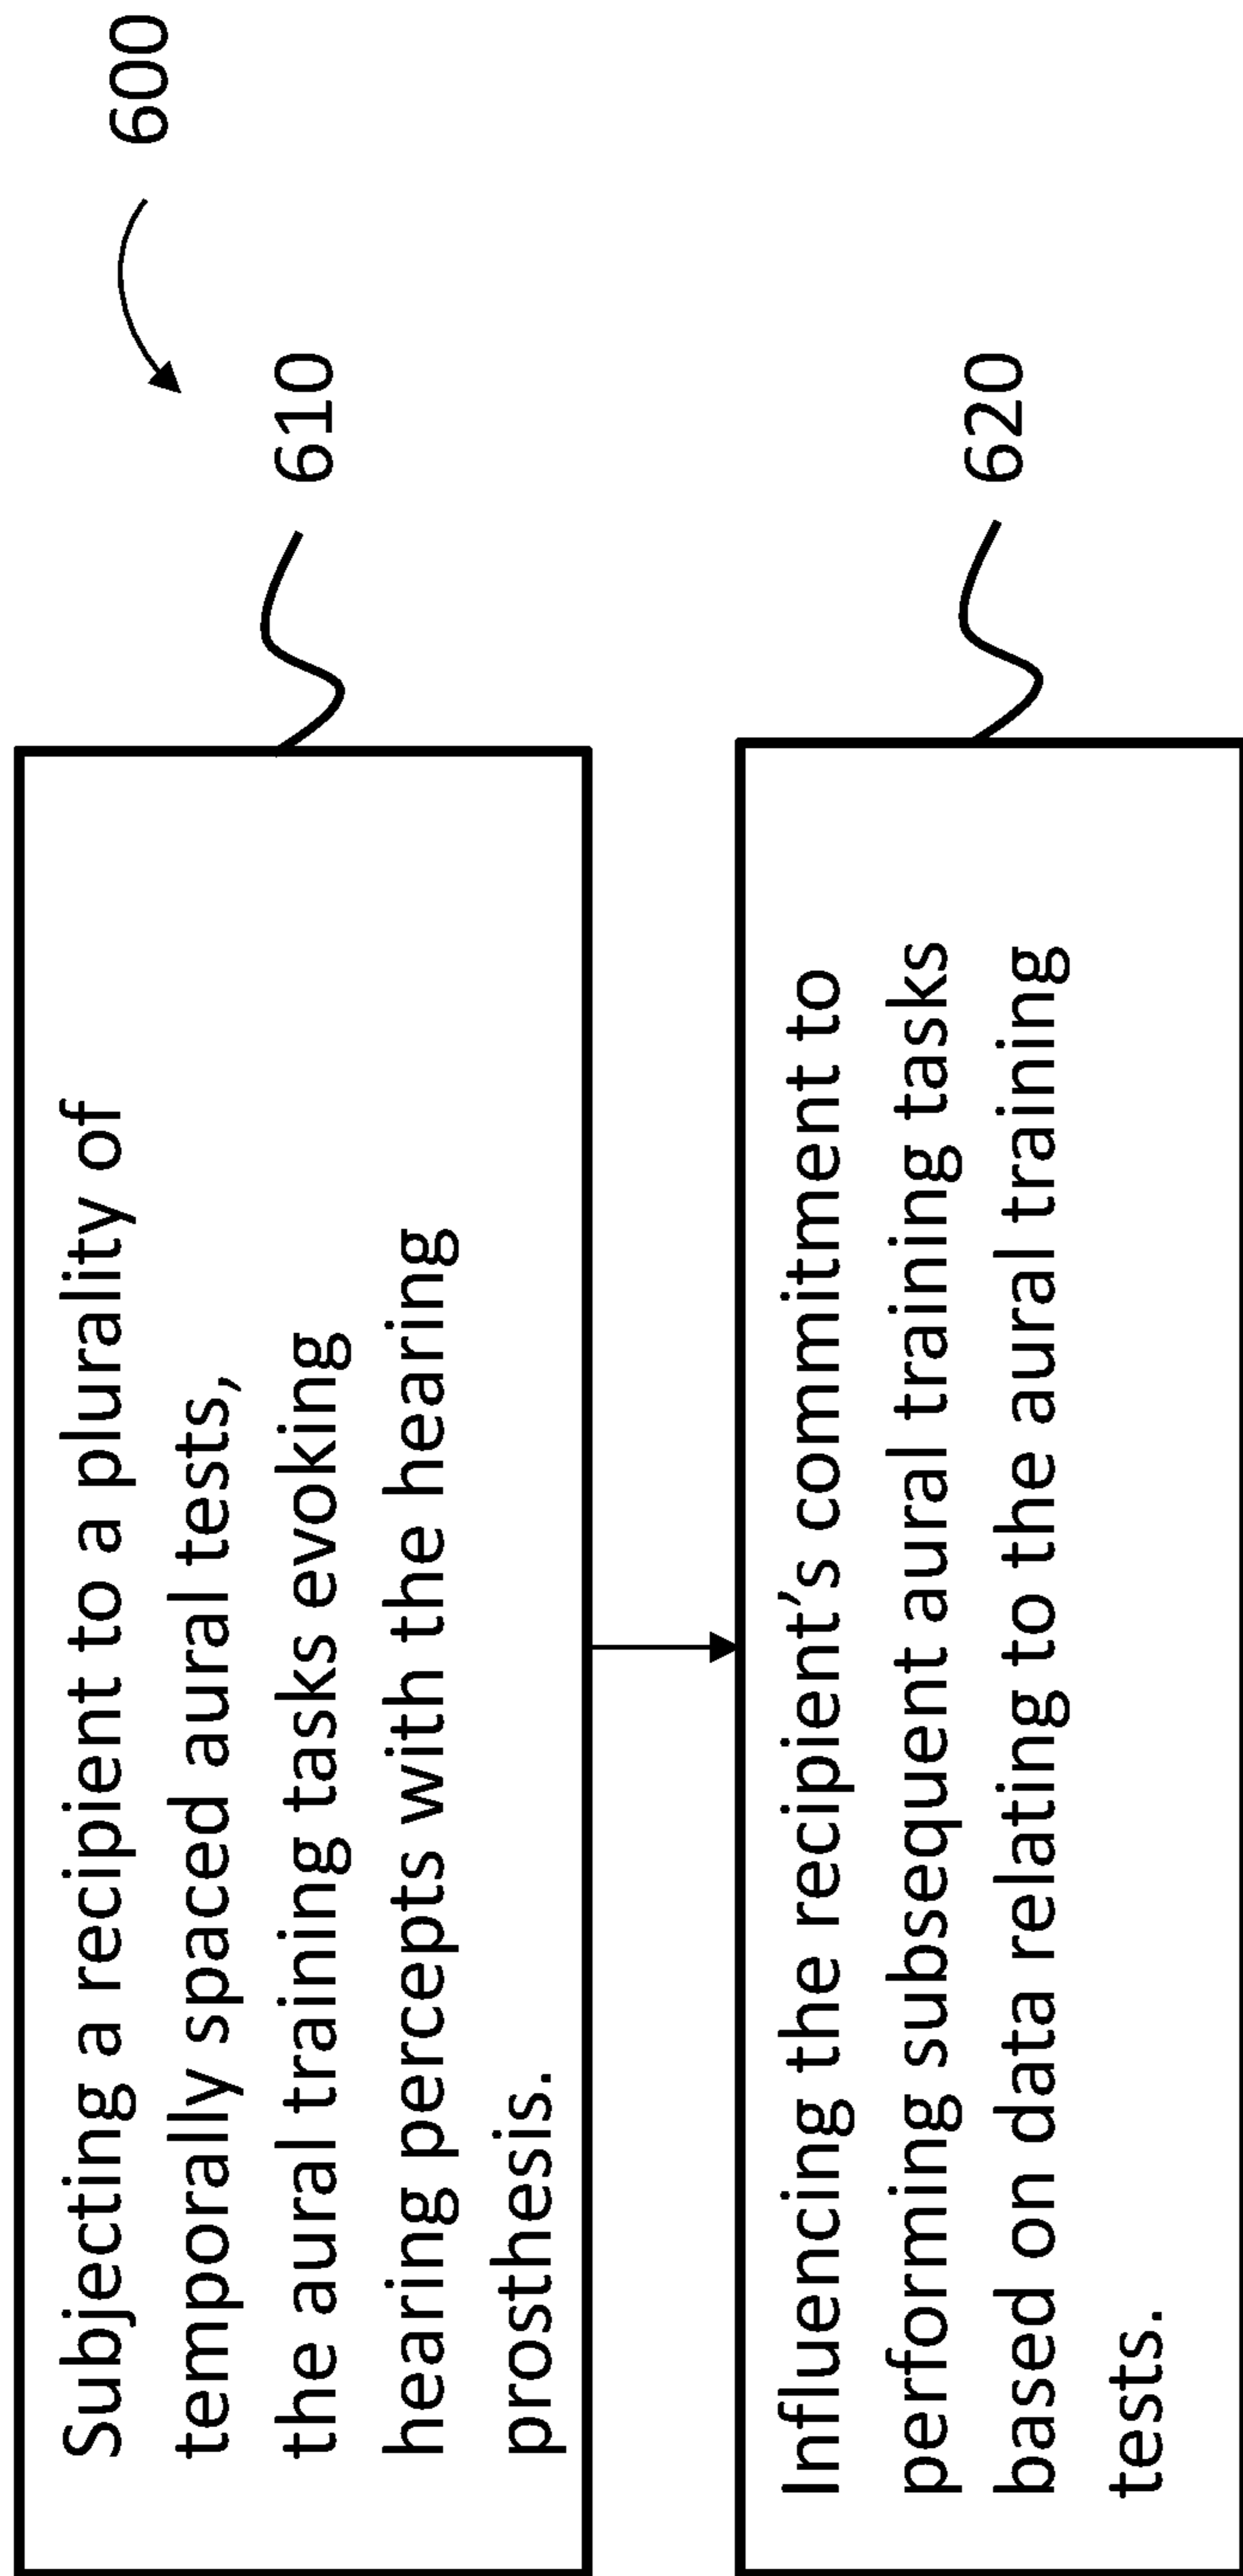 600
Subjecting a recipient to a plurality of
temporally spaced aural tests,
the aural training tasks evoking
hearing percepts with the hearing
prosthesis.
610
Influencing the recipient's commitment to
performing subsequent aural training tasks
based on data relating to the aural training
tests.
620